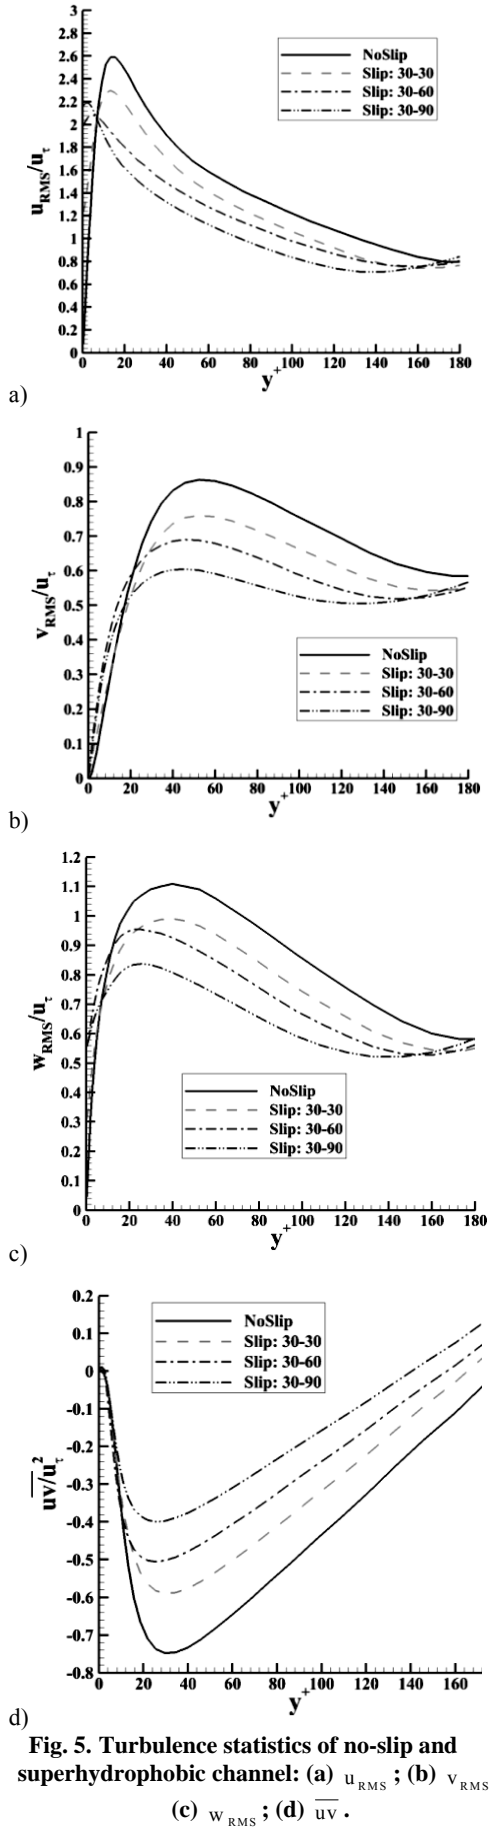 u_RMS/u_τ
3
2.8
2.6
2.4
2.2
2
1.8
1.6
1.4
1.2
1
0.8
0.6
0.4
0.2
0
NoSlip
Slip: 30-30
Slip: 30-60
Slip: 30-90
0 20 40 60 80 100 120 140 160 180
y+
a)
v_RMS/u_τ
1
0.9
0.8
0.7
0.6
0.5
0.4
0.3
0.2
0.1
0
NoSlip
Slip: 30-30
Slip: 30-60
Slip: 30-90
0 20 40 60 80 100 120 140 160 180
y+
b)
w_RMS/u_τ
1.2
1.1
1
0.9
0.8
0.7
0.6
0.5
0.4
0.3
0.2
0.1
0
NoSlip
Slip: 30-30
Slip: 30-60
Slip: 30-90
0 20 40 60 80 100 120 140 160 180
y+
c)
u̅v̅/u_τ²
0.2
0.1
0
-0.1
-0.2
-0.3
-0.4
-0.5
-0.6
-0.7
-0.8
NoSlip
Slip: 30-30
Slip: 30-60
Slip: 30-90
0 20 40 60 80 100 120 140 160
y+
d)
Fig. 5. Turbulence statistics of no-slip and
superhydrophobic channel: (a) u_RMS ; (b) v_RMS
(c) w_RMS ; (d) u̅v̅ .